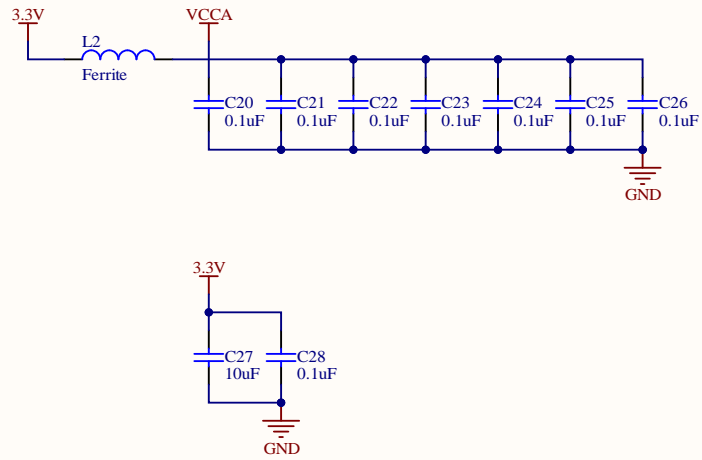 3.3V
VCCA
L2
Ferrite
C20
0.1uF
C21
0.1uF
C22
0.1uF
C23
0.1uF
C24
0.1uF
C25
0.1uF
C26
0.1uF
GND
3.3V
C27
10uF
C28
0.1uF
GND